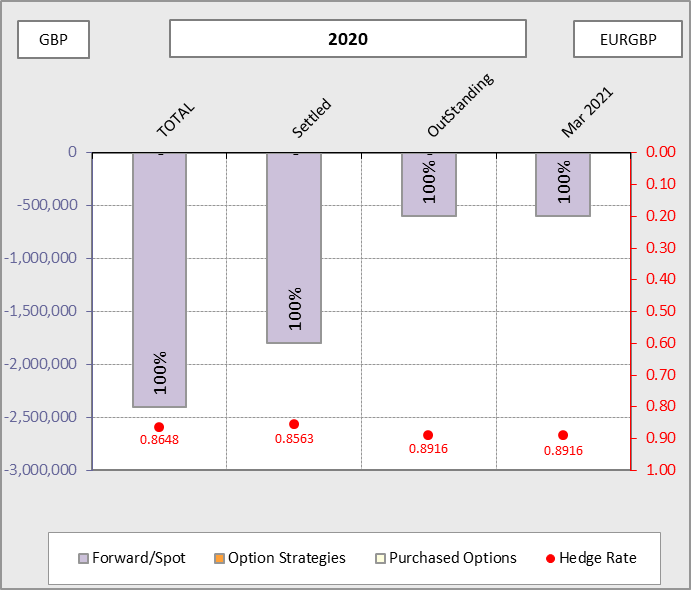 GBP
2020
EURGBP
TOTAL
Settled
OutStanding
Mar 2021
0
0.00
0.10
-500,000
0.20
0.30
-1,000,000
0.40
-1,500,000
0.50
0.60
-2,000,000
0.70
0.80
-2,500,000
0.90
-3,000,000
1.00
100%
100%
100%
100%
0.8648
0.8563
0.8916
0.8916
Forward/Spot
Option Strategies
Purchased Options
Hedge Rate